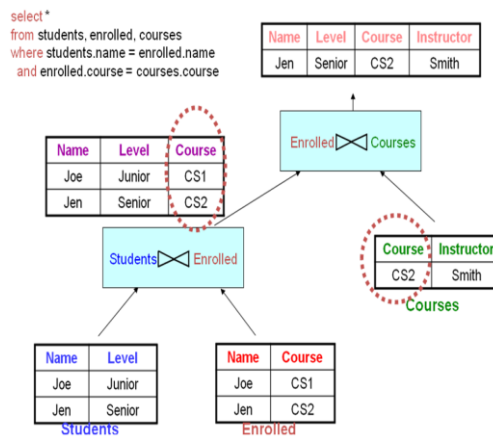 select *
from students, enrolled, courses
where students.name = enrolled.name
and enrolled.course = courses.course
Name Level Course Instructor
Jen Senior CS2 Smith
Enrolled Courses
Name Level Course
Joe Junior CS1
Jen Senior CS2
Students Enrolled
Course Instructor
CS2 Smith
Courses
Name Level
Joe Junior
Jen Senior
Students
Name Course
Joe CS1
Jen CS2
Enrolled